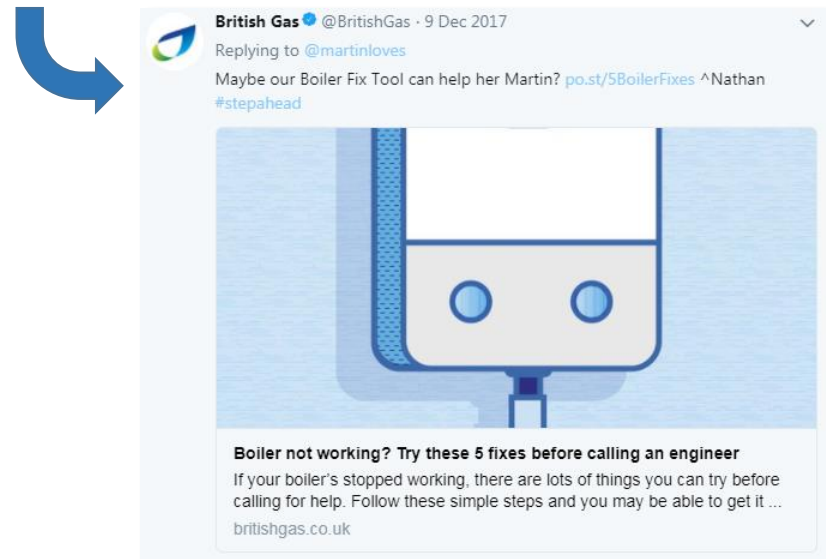 British Gas @BritishGas · 9 Dec 2017
Replying to @martinloves
Maybe our Boiler Fix Tool can help her Martin? po.st/5BoilerFixes ^Nathan
#stepahead
Boiler not working? Try these 5 fixes before calling an engineer
If your boiler's stopped working, there are lots of things you can try before
calling for help. Follow these simple steps and you may be able to get it ...
britishgas.co.uk